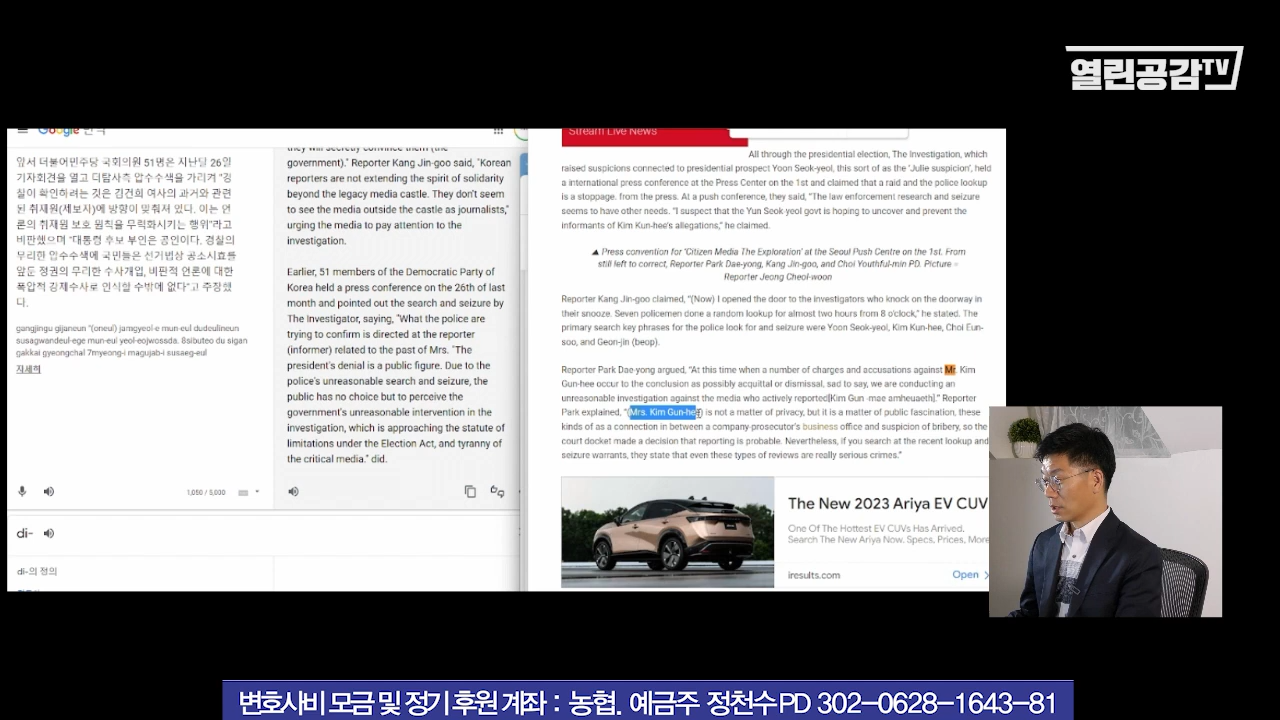 열린공감TV
Google 번역
앞서 더불어민주당 국회의원 51명은 지난달 26일
기자회견을 열고 더탐사측 압수수색을 가리켜 "경
찰이 확인하려는 것은 김건희 여사의 과거와 관련
된 취재원(제보자)에 방향이 맞춰져 있다. 이는 언
론의 취재원 보호 원칙을 무력화시키는 행위"라고
비판했으며 "대통령 후보 부인은 공인이다. 경찰의
무리한 압수수색에 국민들은 선거법상 공소시효를
앞둔 정권의 무리한 수사개입, 비판적 언론에 대한
폭압적 강제수사로 인식할 수밖에 없다"고 주장했
다.
gangjingu gijaneun "(oneul) jamgyeol-e mun-eul dudeulineun
susagwandeul-ege mun-eul yeol-eojwossda. 8sibuteo du sigan
gakkai gyeongchal 7myeong-i magujab-i susaeg-eul
자세히
1,050 / 5,000
di-
di-의 정의
they will secretly convince them (the
government)." Reporter Kang Jin-goo said, "Korean
reporters are not extending the spirit of solidarity
beyond the legacy media castle. They don't seem
to see the media outside the castle as journalists,"
urging the media to pay attention to the
investigation.
Earlier, 51 members of the Democratic Party of
Korea held a press conference on the 26th of last
month and pointed out the search and seizure by
The Investigator, saying, "What the police are
trying to confirm is directed at the reporter
(informer) related to the past of Mrs. "The
president's denial is a public figure. Due to the
police's unreasonable search and seizure, the
public has no choice but to perceive the
government's unreasonable intervention in the
investigation, which is approaching the statute of
limitations under the Election Act, and tyranny of
the critical media." did.
Stream Live News
All through the presidential election, The Investigation, which
raised suspicions connected to presidential prospect Yoon Seok-yeol, this sort of as the 'Julie suspicion', held
a international press conference at the Press Center on the 1st and claimed that a raid and the police lookup
is a stoppage. from the press. At a push conference, they said, "The law enforcement research and seizure
seems to have other needs. "I suspect that the Yun Seok-yeol govt is hoping to uncover and prevent the
informants of Kim Kun-hee's allegations," he claimed.
▲ Press convention for 'Citizen Media The Exploration' at the Seoul Push Centre on the 1st. From
still left to correct, Reporter Park Dae-yong, Kang Jin-goo, and Choi Youthful-min PD. Picture =
Reporter Jeong Cheol-woon
Reporter Kang Jin-goo claimed, "(Now) I opened the door to the investigators who knock on the doorway in
their snooze. Seven policemen done a random lookup for almost two hours from 8 o'clock," he stated. The
primary search key phrases for the police look for and seizure were Yoon Seok-yeol, Kim Kun-hee, Choi Eun-
soo, and Geon-jin (beop).
Reporter Park Dae-yong argued, "At this time when a number of charges and accusations against Mr. Kim
Gun-hee occur to the conclusion as possibly acquittal or dismissal, sad to say, we are conducting an
unreasonable investigation against the media who actively reported[Kim Gun -mae amheuaeth]." Reporter
Park explained, "(Mrs. Kim Gun-hee) is not a matter of privacy, but it is a matter of public fascination, these
kinds of as a connection in between a company-prosecutor's business office and suspicion of bribery, so the
court docket made a decision that reporting is probable. Nevertheless, if you search at the recent lookup and
seizure warrants, they state that even these types of reviews are really serious crimes."
The New 2023 Ariya EV CUV
One Of The Hottest EV CUVs Has Arrived.
Search The New Ariya Now. Specs, Prices, More
iresults.com
Open
변호사비 모금 및 정기 후원 계좌 : 농협. 예금주 정천수PD 302-0628-1643-81